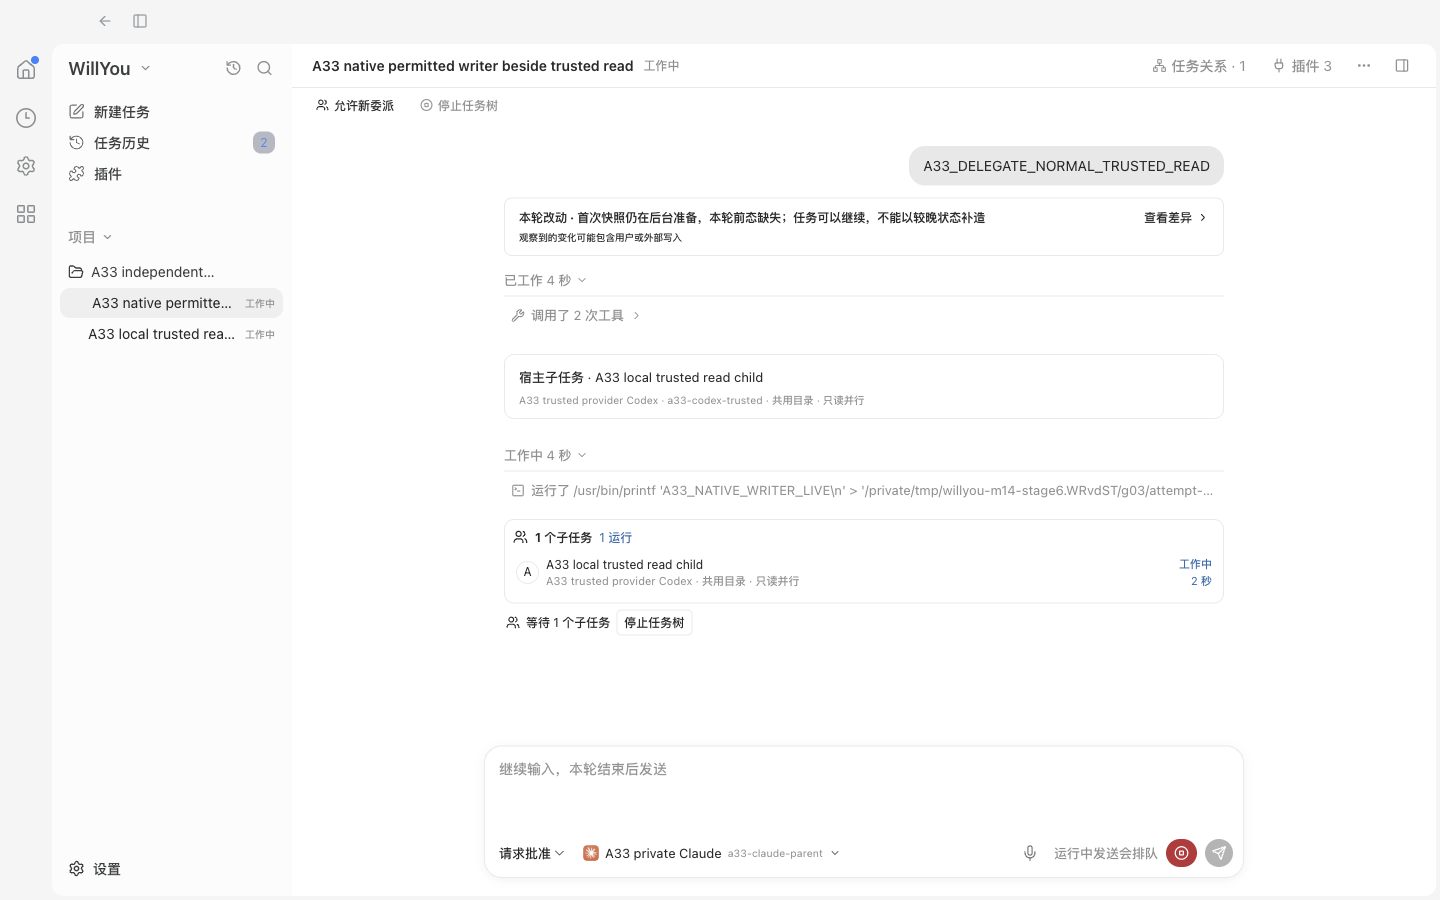 WillYou
新建任务
任务历史 2
插件
项目
A33 independent...
A33 native permitte... 工作中
A33 local trusted rea... 工作中
设置
A33 native permitted writer beside trusted read 工作中
任务关系 · 1
插件 3
允许新委派
停止任务树
A33_DELEGATE_NORMAL_TRUSTED_READ
本轮改动 · 首次快照仍在后台准备，本轮前态缺失；任务可以继续，不能以较晚状态补造
查看差异
观察到的变化可能包含用户或外部写入
已工作 4 秒
调用了 2 次工具
宿主子任务 · A33 local trusted read child
A33 trusted provider Codex · a33-codex-trusted · 共用目录 · 只读并行
工作中 4 秒
运行了 /usr/bin/printf 'A33_NATIVE_WRITER_LIVE\n' > '/private/tmp/willyou-m14-stage6.WRvdST/g03/attempt-...
1 个子任务 1 运行
A
A33 local trusted read child
工作中
A33 trusted provider Codex · 共用目录 · 只读并行
2 秒
等待 1 个子任务 停止任务树
继续输入，本轮结束后发送
请求批准
A33 private Claude a33-claude-parent
运行中发送会排队